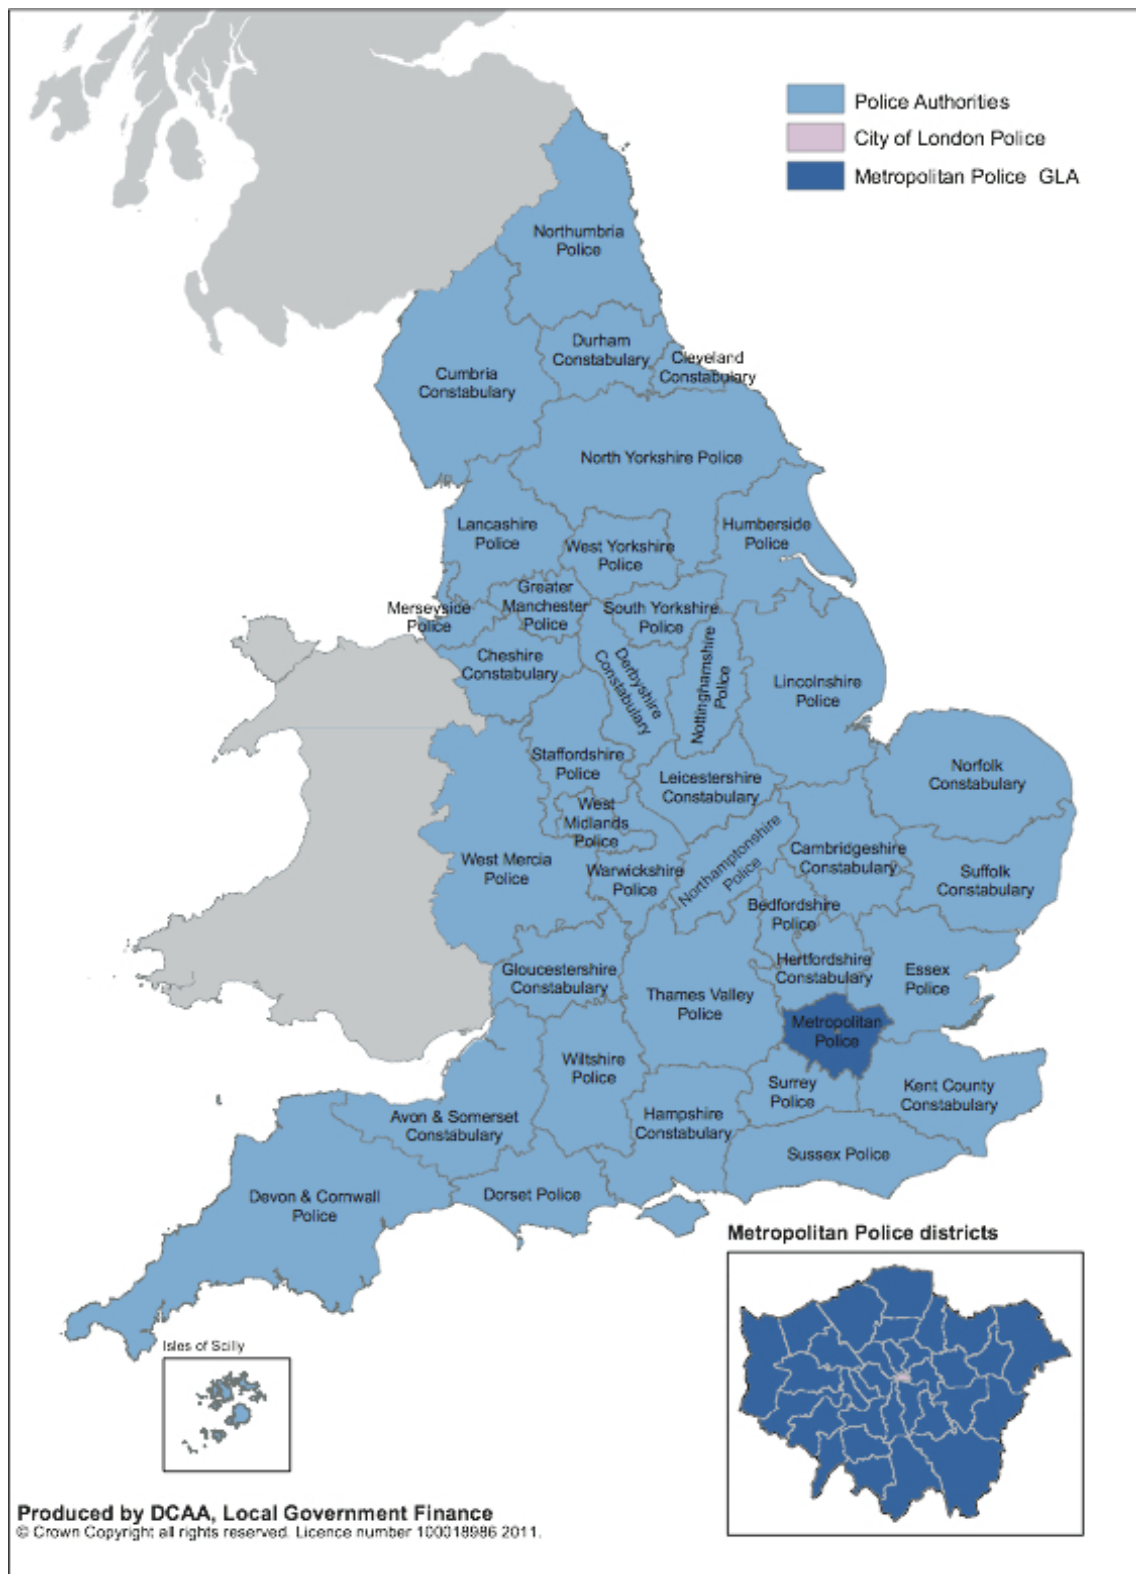 Police Authorities
City of London Police
Metropolitan Police GLA
Northumbria
Police
Durham
Constabulary
Cleveland
Constabulary
Cumbria
Constabulary
North Yorkshire Police
Lancashire
Police
West Yorkshire
Police
Humberside
Police
Merseyside
Police
Greater
Manchester
Police
South Yorkshire
Police
Cheshire
Constabulary
Derbyshire
Constabulary
Nottinghamshire
Police
Lincolnshire
Police
Staffordshire
Police
Leicestershire
Constabulary
Norfolk
Constabulary
West
Midlands
Police
West Mercia
Police
Warwickshire
Police
Northamptonshire
Police
Cambridgeshire
Constabulary
Suffolk
Constabulary
Bedfordshire
Police
Gloucestershire
Constabulary
Thames Valley
Police
Hertfordshire
Constabulary
Essex
Police
Metropolitan
Police
Wiltshire
Police
Surrey
Police
Kent County
Constabulary
Avon & Somerset
Constabulary
Hampshire
Constabulary
Sussex Police
Devon & Cornwall
Police
Dorset Police
Metropolitan Police districts
Isles of Scilly
Produced by DCAA, Local Government Finance
© Crown Copyright all rights reserved. Licence number 100018986 2011.